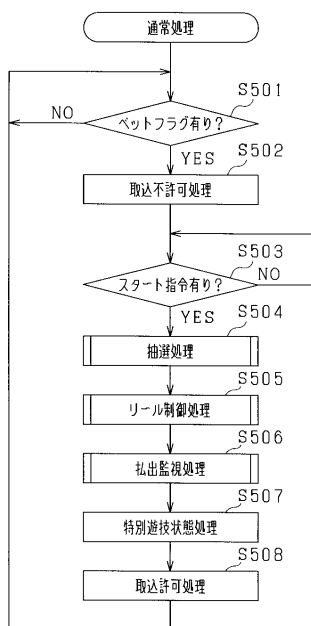 通常処理
S501
NO
ベットフラグ有り?
YES
S502
取込不許可処理
S503
スタート指令有り?
NO
YES
S504
抽選処理
S505
リール制御処理
S506
払出監視処理
S507
特別遊技状態処理
S508
取込許可処理